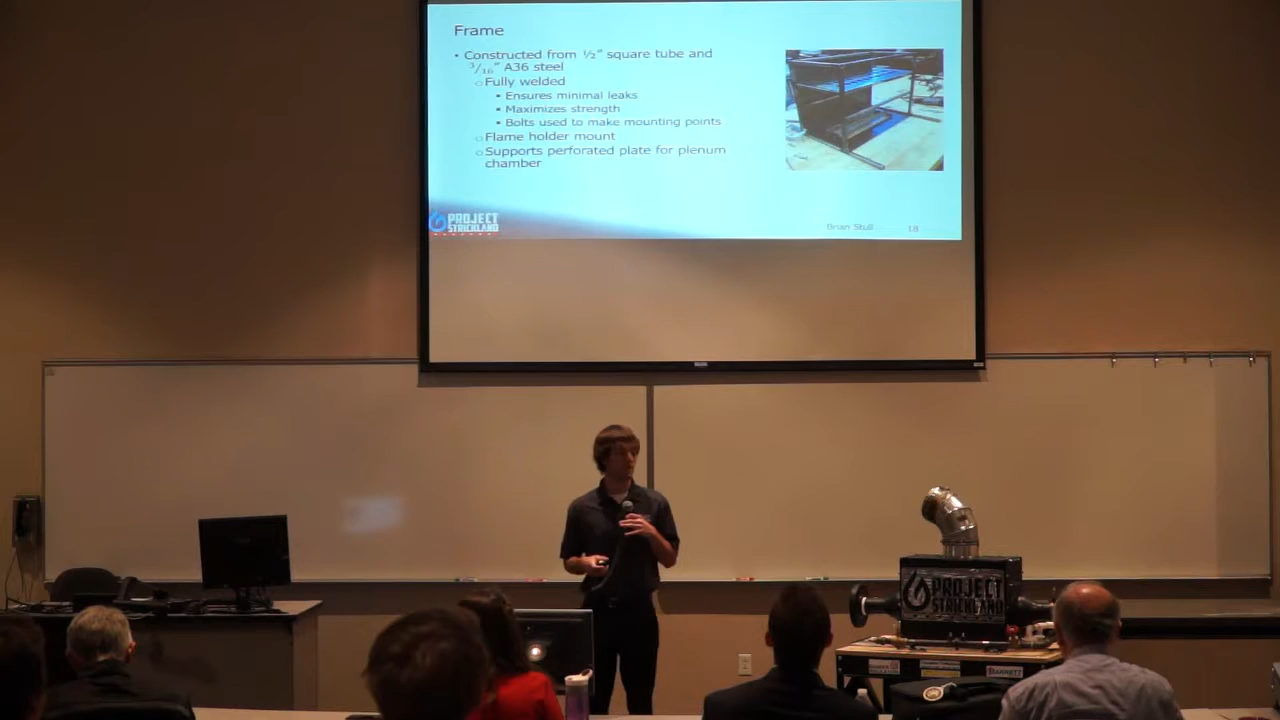 Frame
• Constructed from ½" square tube and
3/16" A36 steel
○ Fully welded
▪ Ensures minimal leaks
▪ Maximizes strength
▪ Bolts used to make mounting points
○ Flame holder mount
○ Supports perforated plate for plenum
chamber
PROJECT
STRICKLAND
Brian Stull 18
PROJECT
STRICKLAND